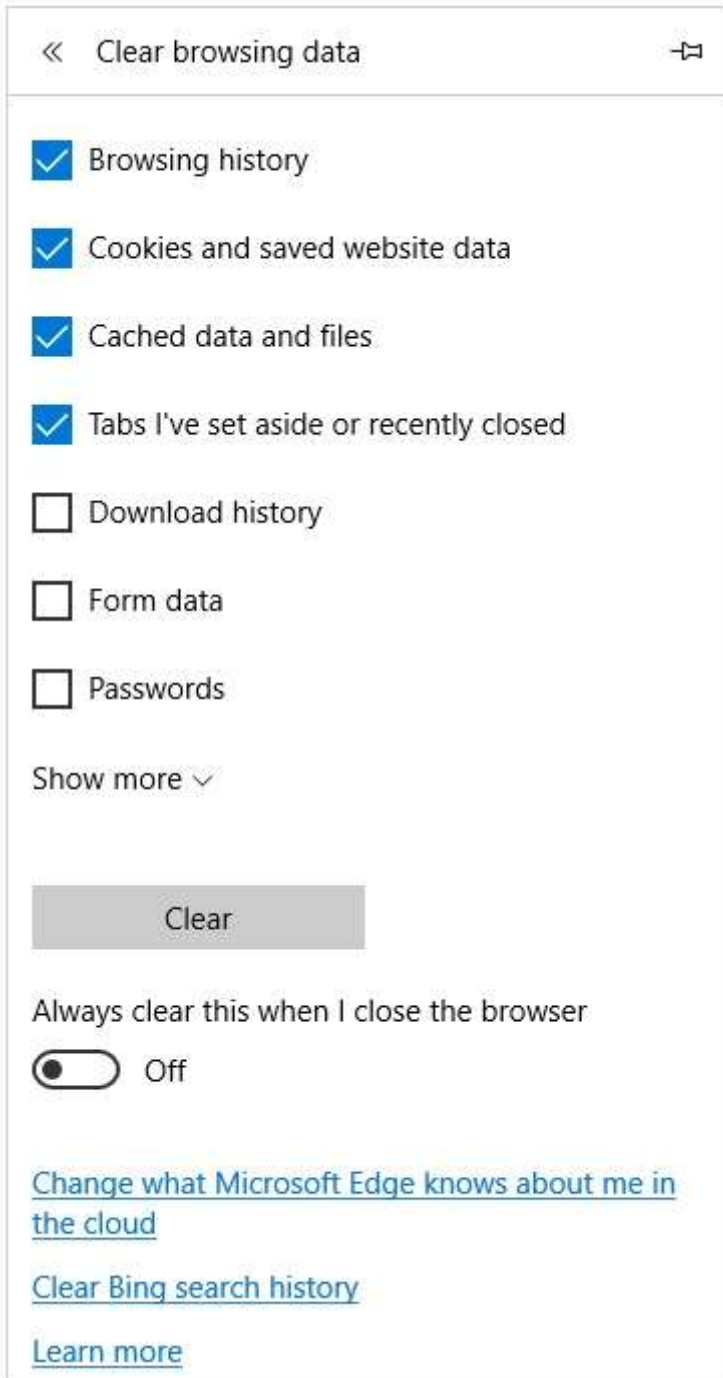 Clear browsing data
Browsing history
Cookies and saved website data
Cached data and files
Tabs I've set aside or recently closed
Download history
Form data
Passwords
Show more
Clear
Always clear this when I close the browser
Off
Change what Microsoft Edge knows about me in
the cloud
Clear Bing search history
Learn more